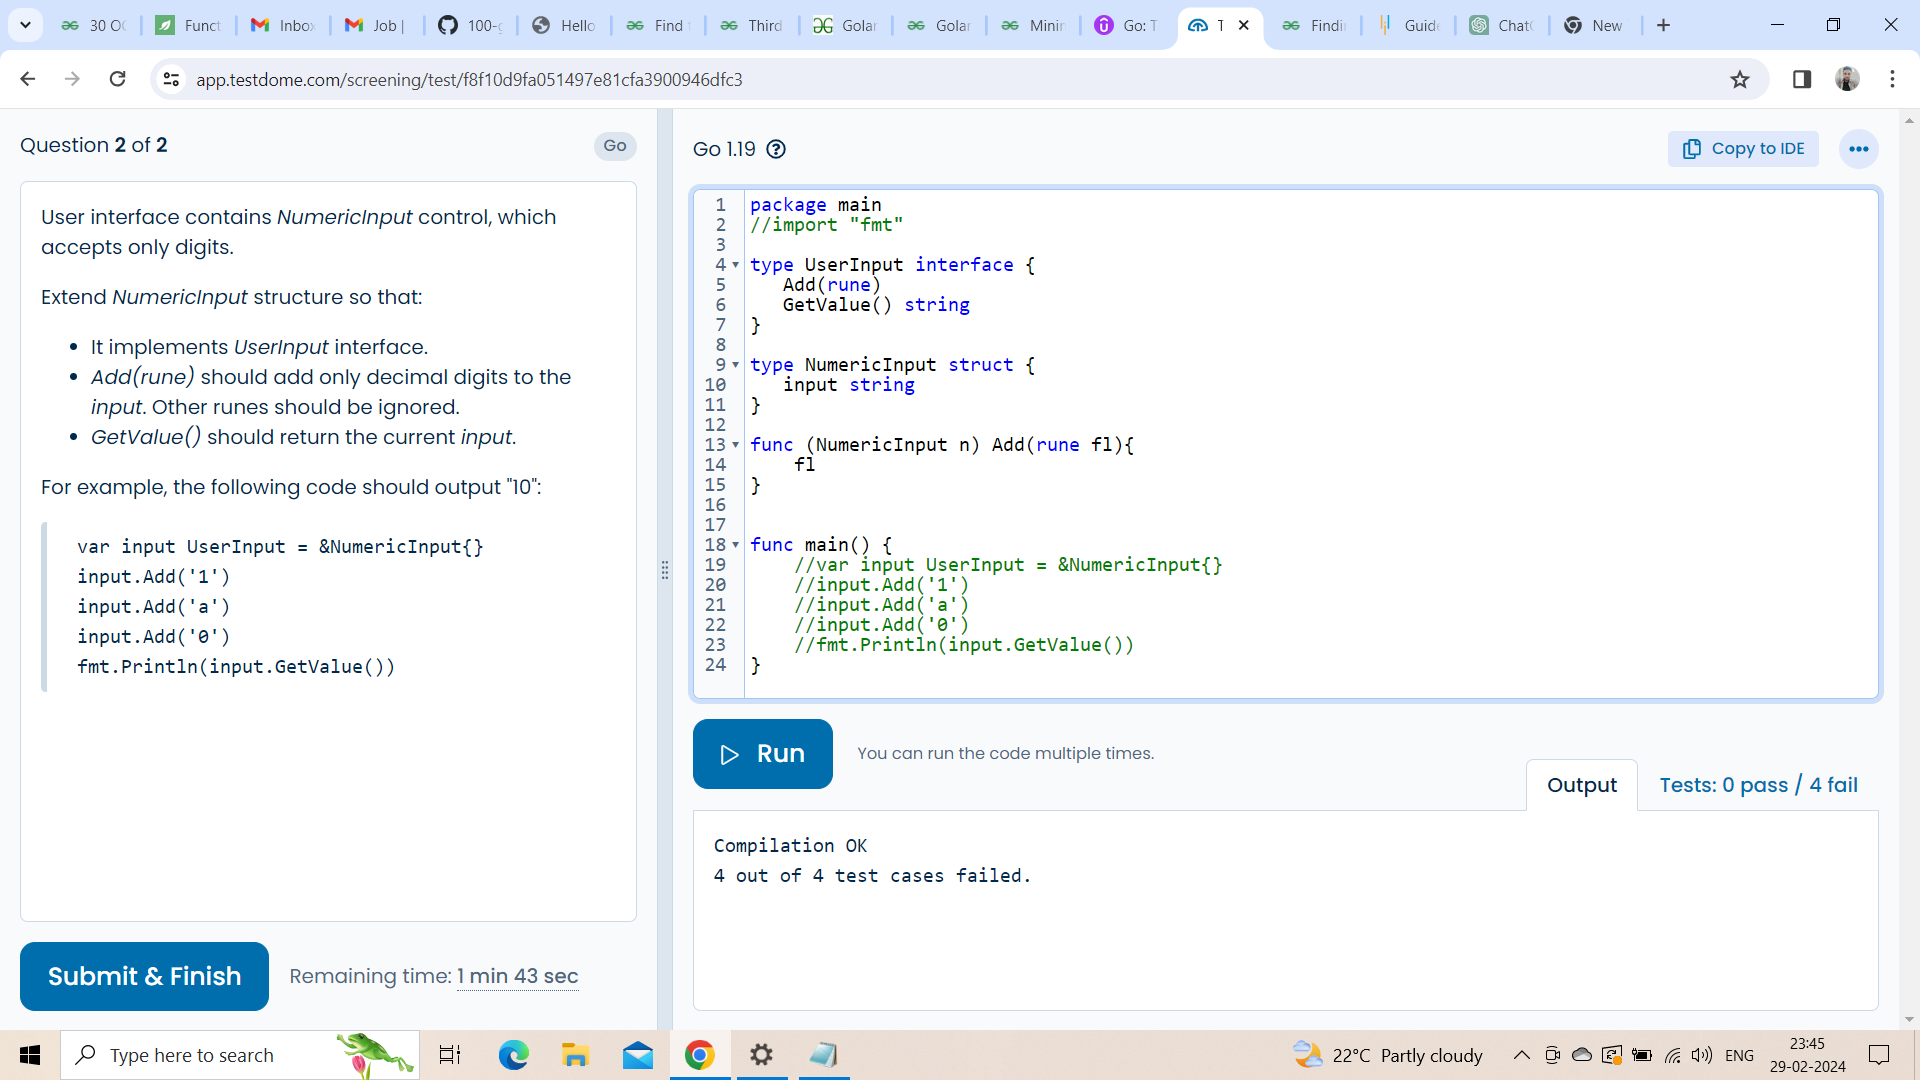 30 O
Funct
Inbox
Job |
100-
Hello
Find
Third
Golar
Golar
Minin
Go: T
T
Findi
Guide
Chat
New
app.testdome.com/screening/test/f8f10d9fa051497e81cfa3900946dfc3
Question 2 of 2
Go
User interface contains NumericInput control, which
accepts only digits.
Extend NumericInput structure so that:
• It implements UserInput interface.
• Add(rune) should add only decimal digits to the
input. Other runes should be ignored.
• GetValue() should return the current input.
For example, the following code should output "10":
var input UserInput = &NumericInput{}
input.Add('1')
input.Add('a')
input.Add('0')
fmt.Println(input.GetValue())
Submit & Finish
Remaining time: 1 min 43 sec
Go 1.19
Copy to IDE
1 package main
2 //import "fmt"
3
4 type UserInput interface {
5 Add(rune)
6 GetValue() string
7 }
8
9 type NumericInput struct {
10 input string
11 }
12
13 func (NumericInput n) Add(rune fl){
14 fl
15 }
16
17
18 func main() {
19 //var input UserInput = &NumericInput{}
20 //input.Add('1')
21 //input.Add('a')
22 //input.Add('0')
23 //fmt.Println(input.GetValue())
24 }
Run
You can run the code multiple times.
Output
Tests: 0 pass / 4 fail
Compilation OK
4 out of 4 test cases failed.
Type here to search
22°C Partly cloudy
ENG
23:45
29-02-2024